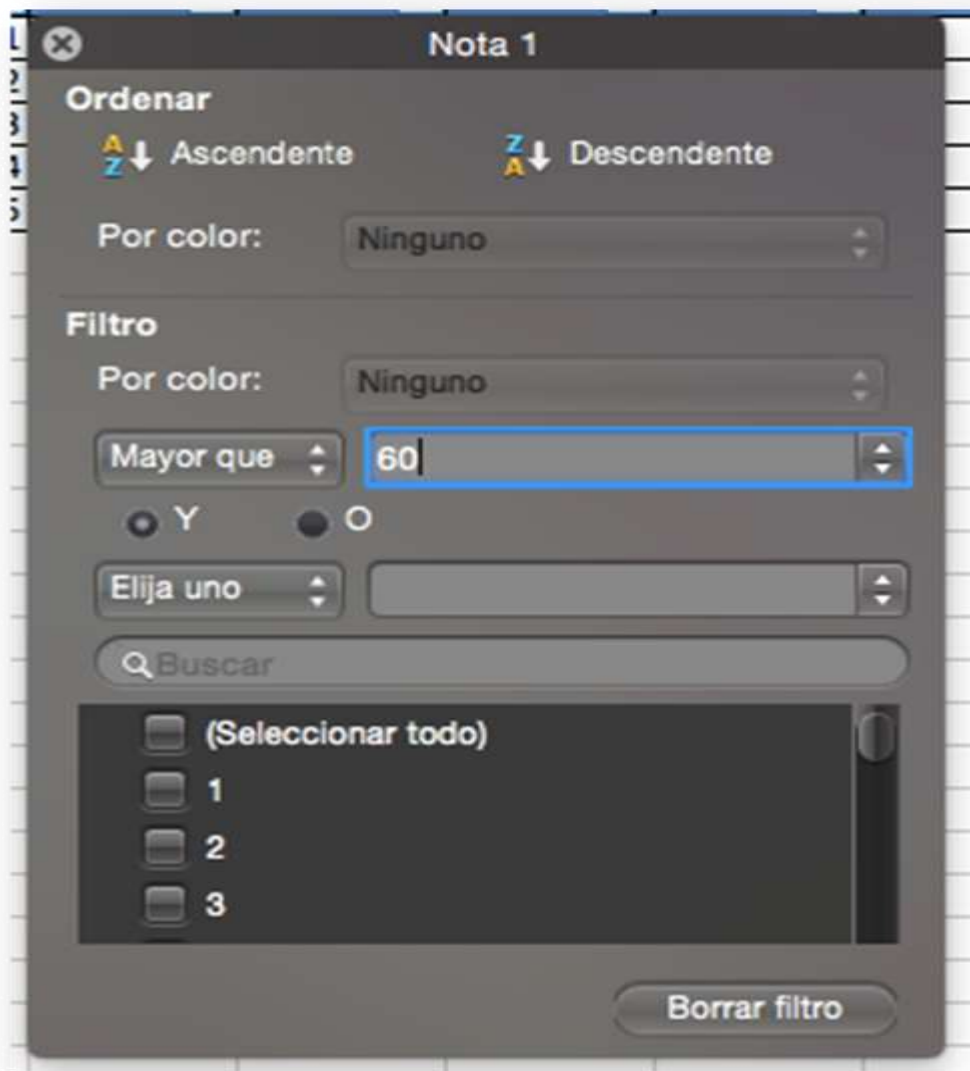 Nota 1
Ordenar
Ascendente Descendente
Por color: Ninguno
Filtro
Por color: Ninguno
Mayor que 60
Y O
Elija uno
Buscar
(Seleccionar todo)
1
2
3
Borrar filtro